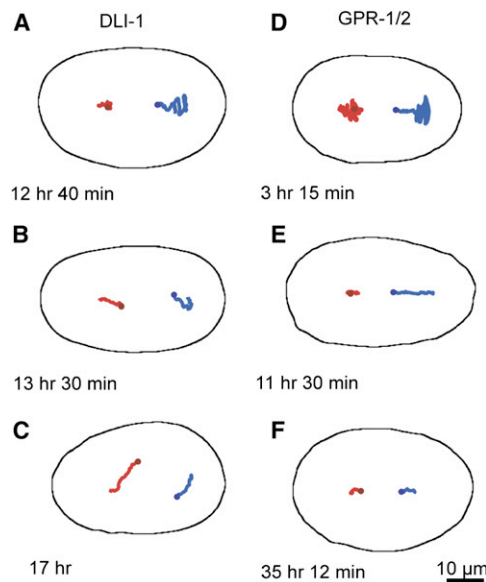 A DLI-1
D GPR-1/2
12 hr 40 min
3 hr 15 min
B
E
13 hr 30 min
11 hr 30 min
C
F
17 hr
35 hr 12 min
10 µm